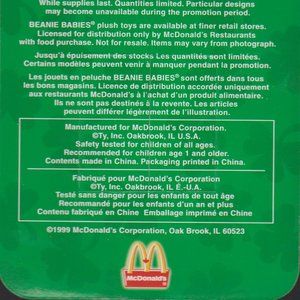 While supplies last. Quantities limited. Particular designs
may become unavailable during the promotion period.
BEANIE BABIES® plush toys are available at finer retail stores.
Licensed for distribution only by McDonald's Restaurants
with food purchase. Not for resale. Items may vary from photograph.
Jusqu'à épuisement des stocks Les quantités sont limitées.
Certains modèles peuvent venir à manquer pendant la promotion.
Les jouets en peluche BEANIE BABIES® sont offerts dans tous
les bons magasins. Licence de distribution accordée uniquement
aux restaurants McDonald's à l'achat d'un produit alimentaire.
Ils ne sont pas destinés à la revente. Les articles
peuvent différer légèrement de l'illustration.
Manufactured for McDonald's Corporation.
©Ty, Inc. Oakbrook, IL U.S.A.
Safety tested for children of all ages.
Recommended for children age 1 and older.
Contents made in China. Packaging printed in China.
Fabriqué pour McDonald's Corporation.
©Ty, Inc. Oakbrook, IL É.-U.A.
Testé sans danger pour les enfants de tout âge
Recommandé pour les enfants d'un an et plus
Contenu fabriqué en Chine Emballage imprimé en Chine
©1999 McDonald's Corporation, Oak Brook, IL 60523
McDonald's